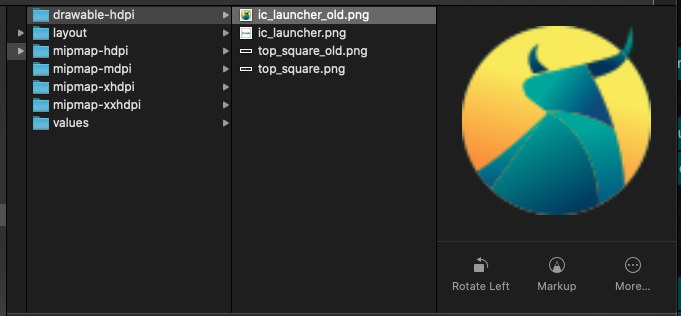 drawable-hdpi
layout
mipmap-hdpi
mipmap-mdpi
mipmap-xhdpi
mipmap-xxhdpi
values
ic_launcher_old.png
ic_launcher.png
top_square_old.png
top_square.png
Rotate Left
Markup
More...